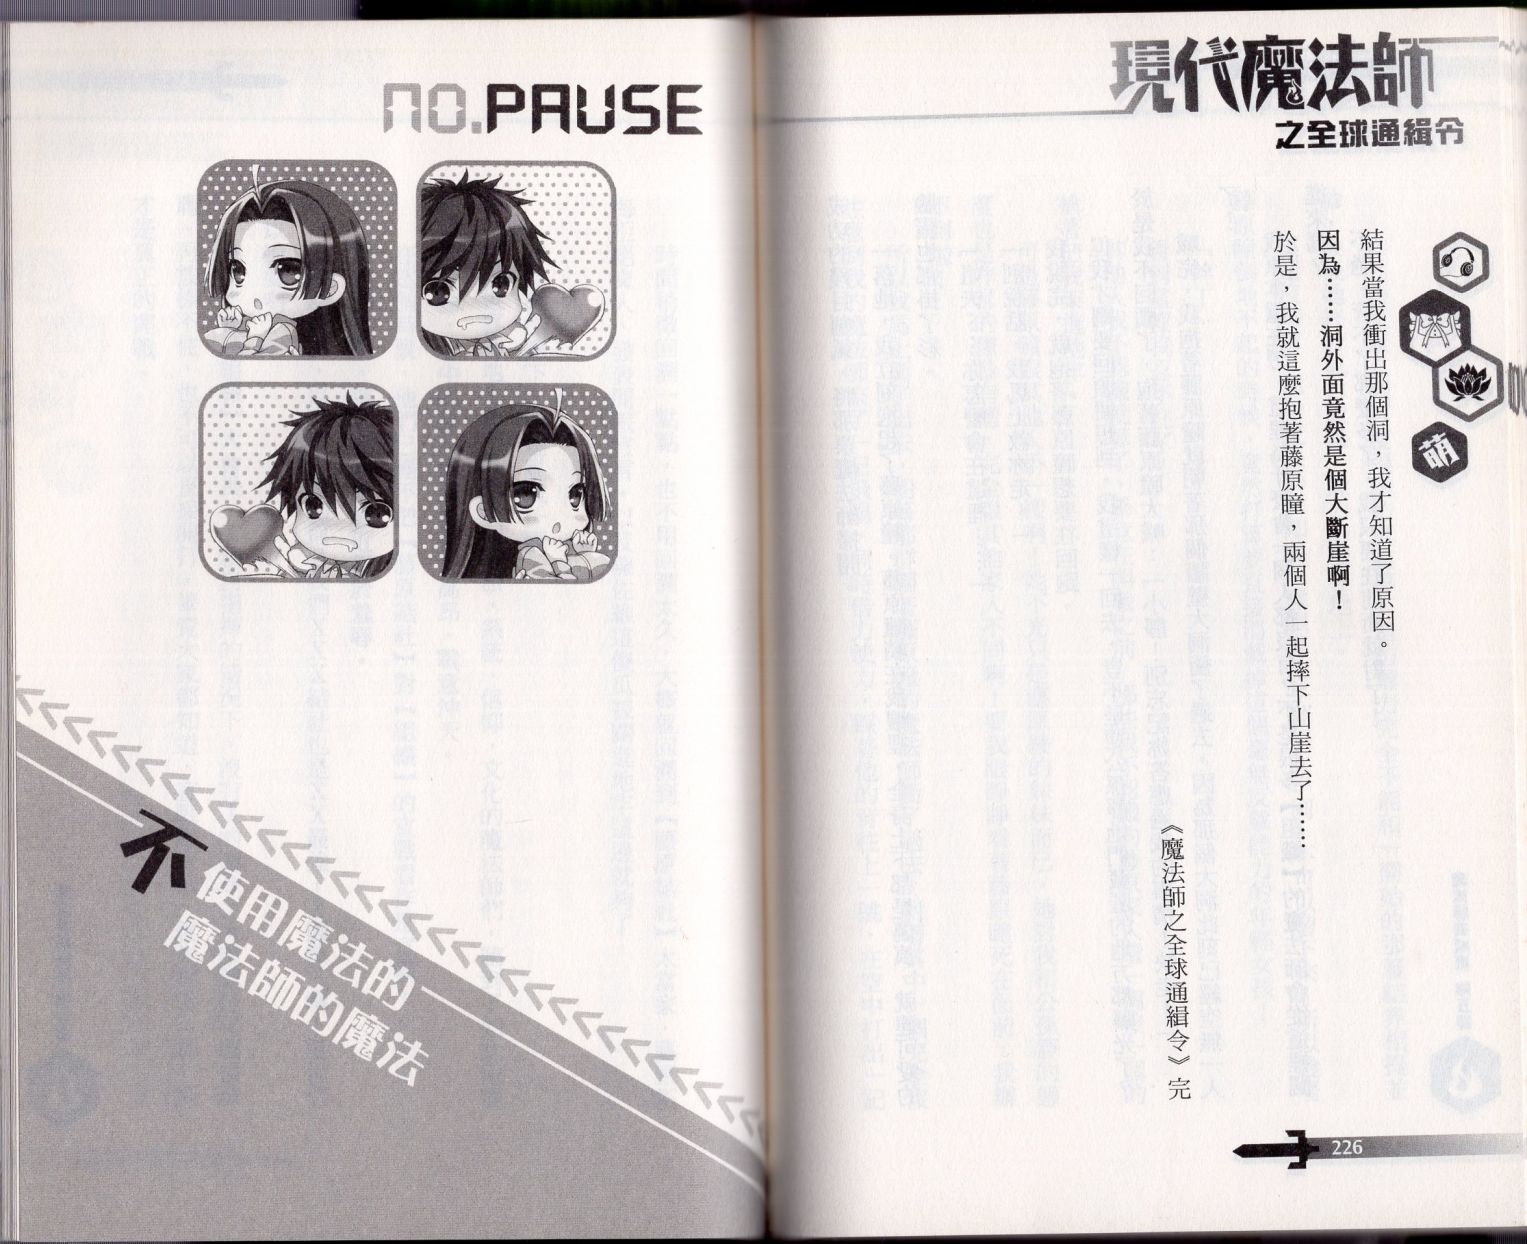 現代魔法師
之全球通緝令
萌
結果當我衝出那個洞，我才知道了原因。
因為……洞外面竟然是個大斷崖啊！
於是，我就這麼抱著藤原瞳，兩個人一起摔下山崖去了……
《魔法師之全球通緝令》完
226
NO.PAUSE
不使用魔法的
魔法師的魔法